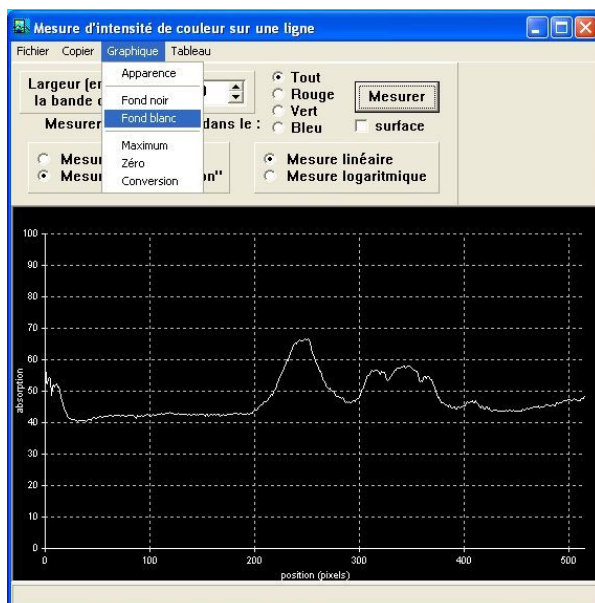 Mesure d'intensité de couleur sur une ligne
Fichier Copier Graphique Tableau
Apparence
Fond noir
Fond blanc
Maximum
Zéro
Conversion
Largeur (en
la bande d
Mesurer dans le :
Tout
Rouge
Vert
Bleu
Mesurer
surface
Mesu
Mesu on"
Mesure linéaire
Mesure logaritmique
100
90
80
70
60
50
40
30
20
10
0
absorption
0 100 200 300 400 500
position (pixels)